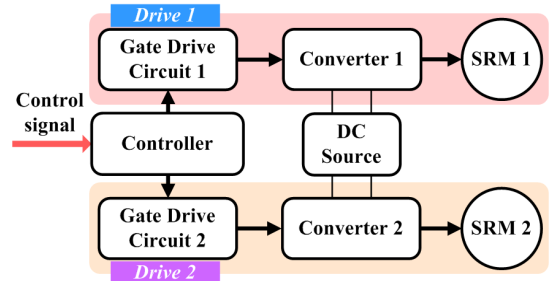 Drive 1
Gate Drive
Circuit 1
Converter 1
SRM 1
Control
signal
Controller
DC
Source
Gate Drive
Circuit 2
Converter 2
SRM 2
Drive 2